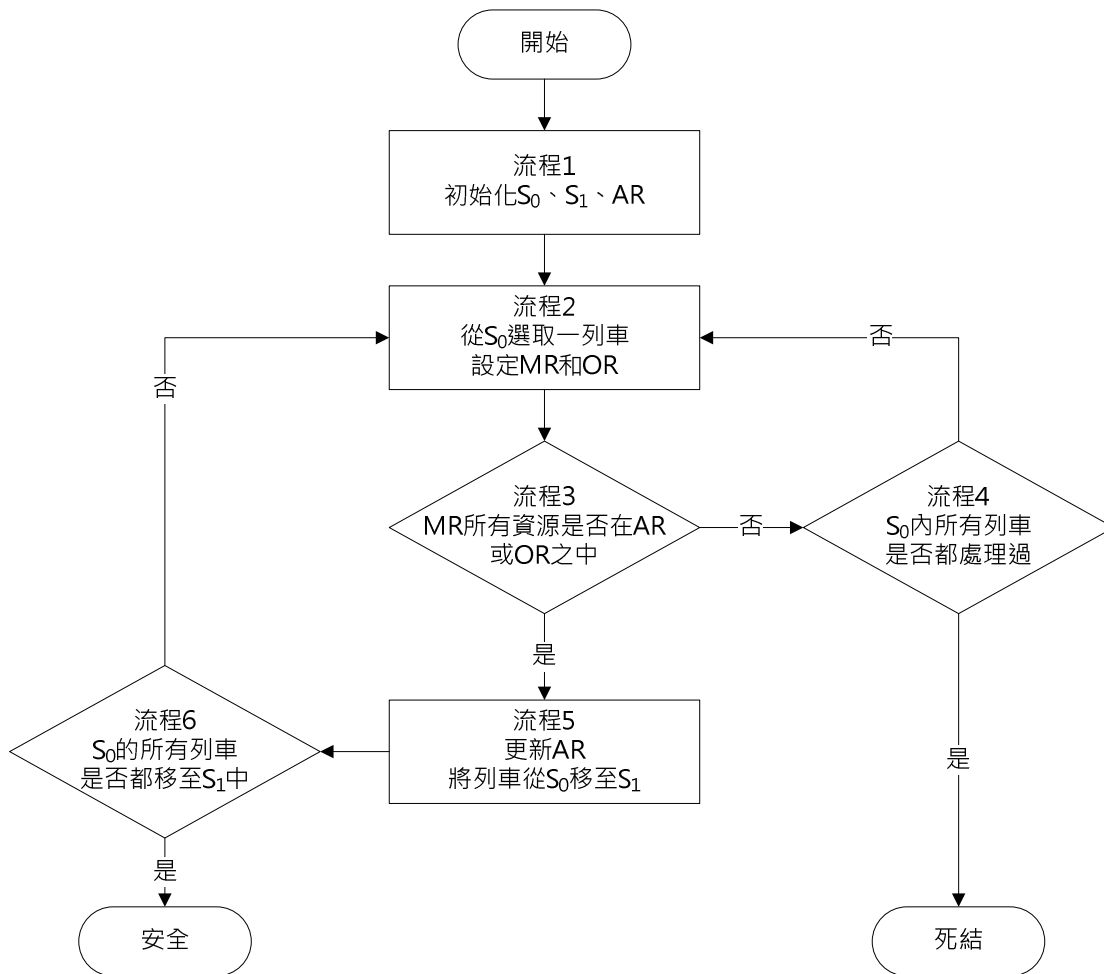 開始
流程1
初始化S₀、S₁、AR
流程2
從S₀選取一列車
設定MR和OR
否
否
流程3
MR所有資源是否在AR
或OR之中
否
流程4
S₀內所有列車
是否都處理過
是
流程5
更新AR
將列車從S₀移至S₁
流程6
S₀的所有列車
是否都移至S₁中
是
是
安全
死結